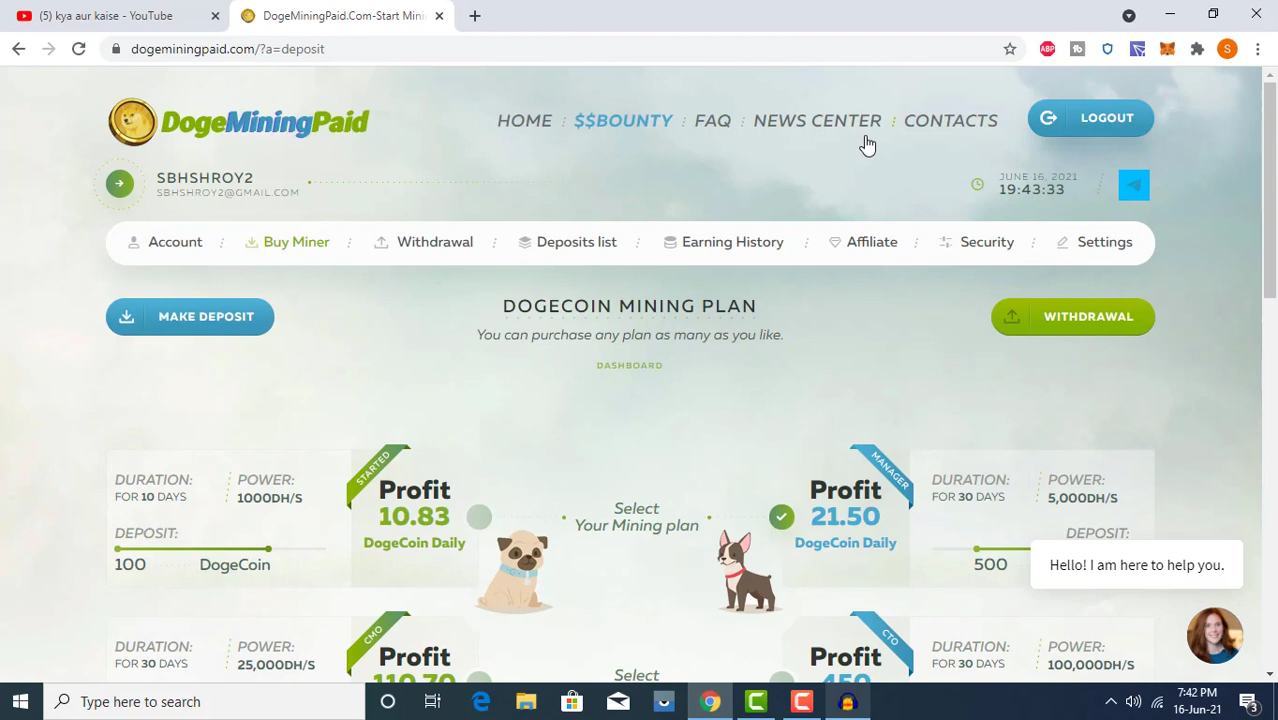 (5) kya aur kaise - YouTube
DogeMiningPaid.Com-Start Mini
dogeminingpaid.com/?a=deposit
ABP
S
DogeMiningPaid
HOME
$$BOUNTY
FAQ
NEWS CENTER
CONTACTS
LOGOUT
SBHSHROY2
SBHSHROY2@GMAIL.COM
JUNE 16, 2021
19:43:33
Account
Buy Miner
Withdrawal
Deposits list
Earning History
Affiliate
Security
Settings
MAKE DEPOSIT
DOGECOIN MINING PLAN
WITHDRAWAL
You can purchase any plan as many as you like.
DASHBOARD
DURATION:
FOR 10 DAYS
POWER:
1000DH/S
DEPOSIT:
100 DogeCoin
STARTED
Profit
10.83
DogeCoin Daily
Select
Your Mining plan
MANAGER
Profit
21.50
DogeCoin Daily
DURATION:
FOR 30 DAYS
POWER:
5,000DH/S
DEPOSIT:
500
Hello! I am here to help you.
DURATION:
FOR 30 DAYS
POWER:
25,000DH/S
CMO
Profit
110.70
Select
CTO
Profit
450
DURATION:
FOR 30 DAYS
POWER:
100,000DH/S
Type here to search
7:42 PM
16-Jun-21
3